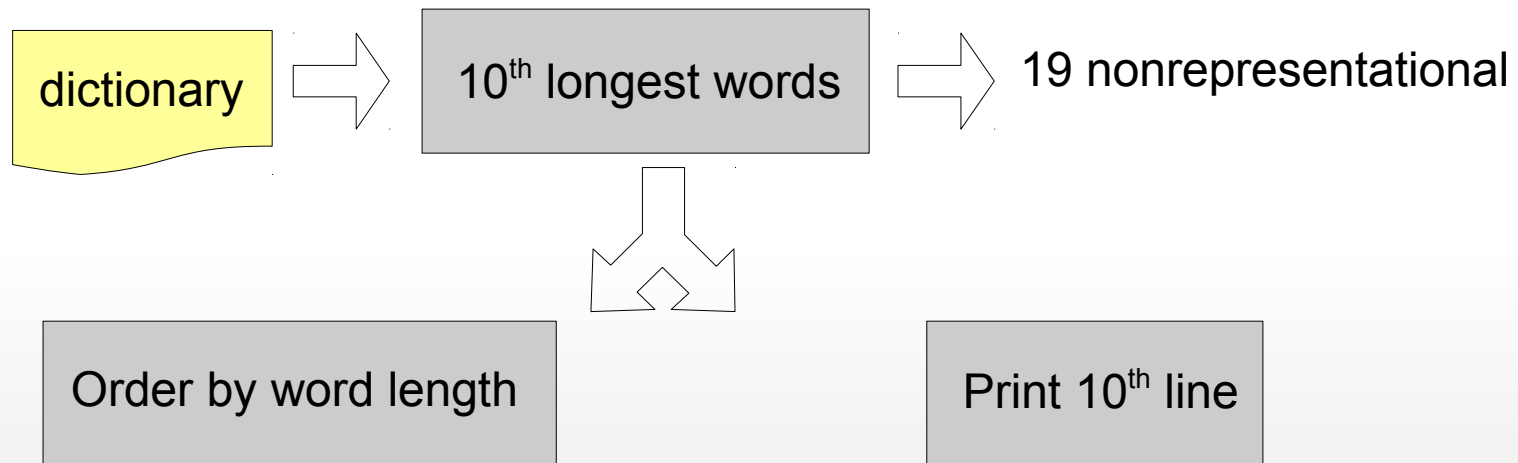 dictionary
10th longest words
19 nonrepresentational
Order by word length
Print 10th line